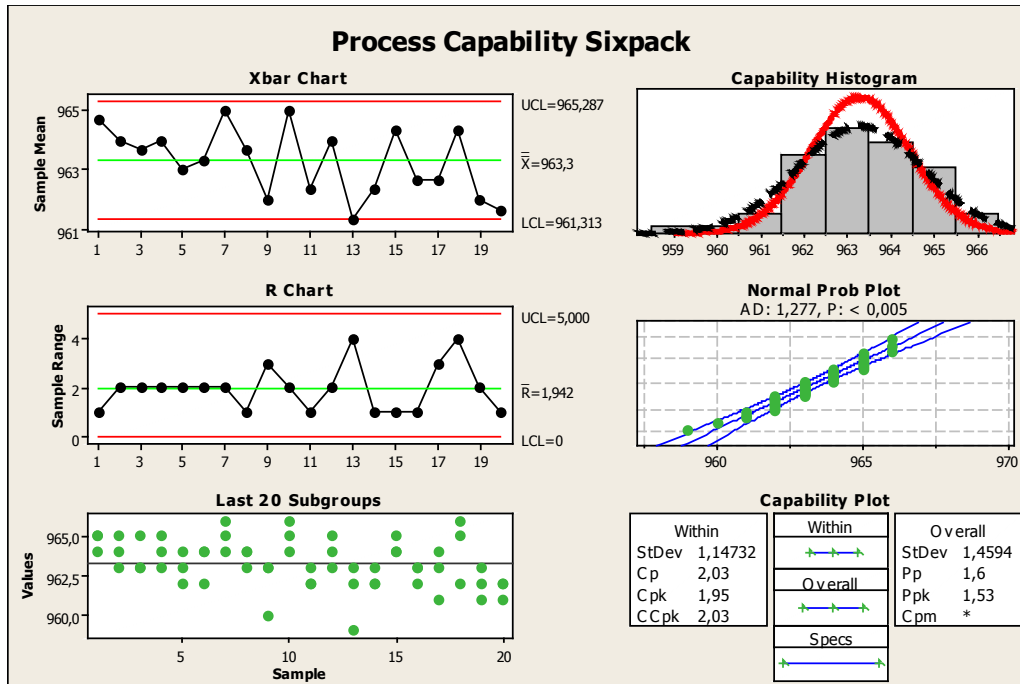 Process Capability Sixpack
Xbar Chart
Sample Mean
965
963
961
1 3 5 7 9 11 13 15 17 19
UCL=965,287
X=963,3
LCL=961,313
Capability Histogram
959 960 961 962 963 964 965 966
R Chart
Sample Range
4
2
0
1 3 5 7 9 11 13 15 17 19
UCL=5,000
R=1,942
LCL=0
Normal Prob Plot
AD: 1,277, P: < 0,005
960 965 970
Last 20 Subgroups
Values
965,0
962,5
960,0
5 10 15 20
Sample
Capability Plot
Within
StDev 1,14732
Cp 2,03
Cpk 1,95
CCpk 2,03
Within
Overall
Specs
Overall
StDev 1,4594
Pp 1,6
Ppk 1,53
Cpm *